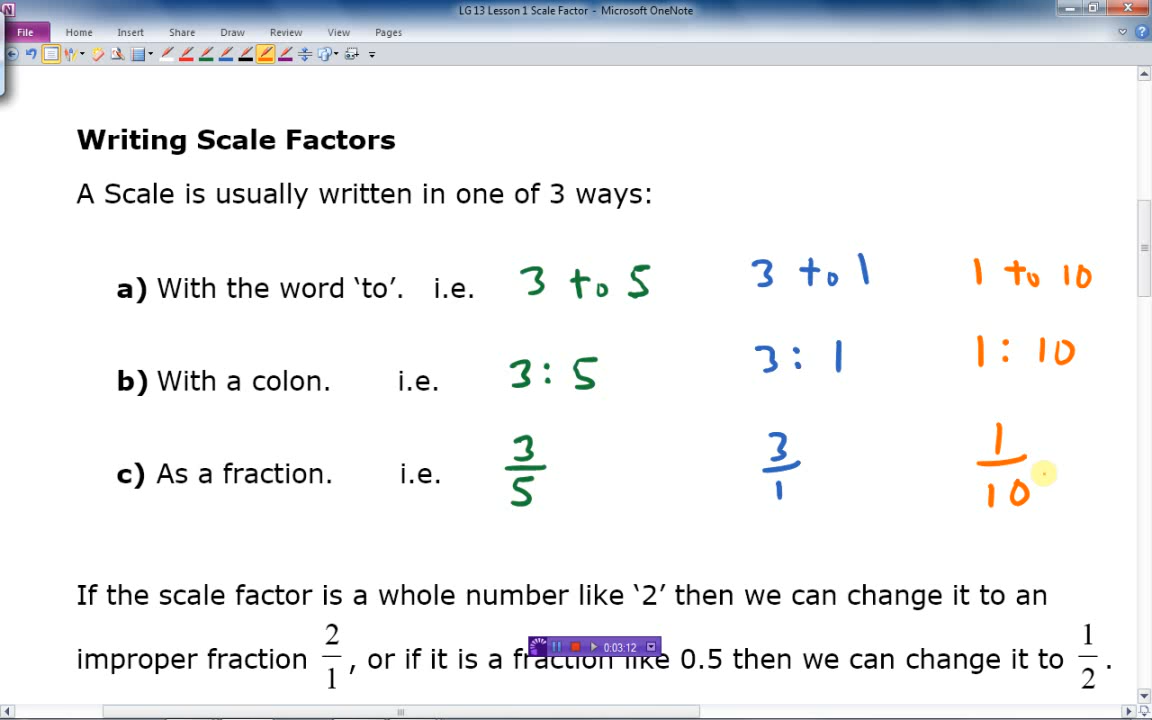 LG 13 Lesson 1 Scale Factor - Microsoft OneNote
File Home Insert Share Draw Review View Pages
Writing Scale Factors
A Scale is usually written in one of 3 ways:
a) With the word ‘to’. i.e. 3 to 5 3 to 1 1 to 10
b) With a colon. i.e. 3 : 5 3 : 1 1 : 10
c) As a fraction. i.e. 3/5 3/1 1/10
If the scale factor is a whole number like ‘2’ then we can change it to an
improper fraction 2/1, or if it is a fraction like 0.5 then we can change it to 1/2.
0:03:12